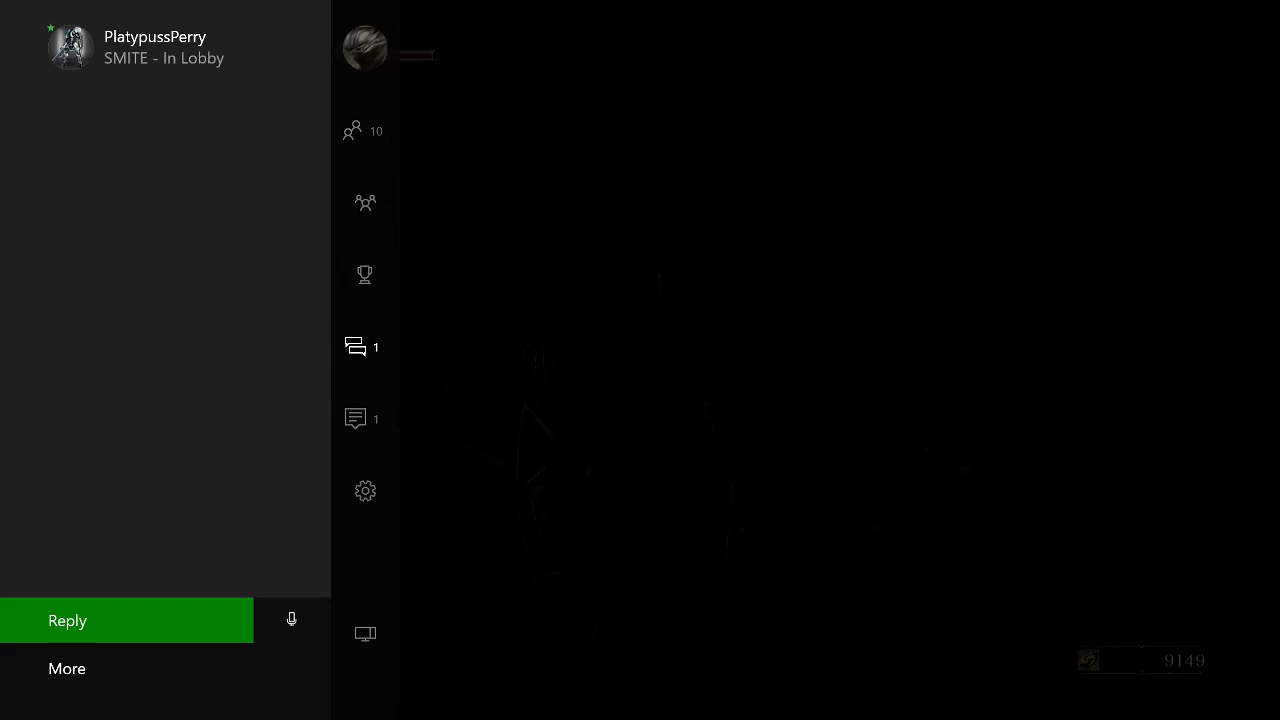 PlatypussPerry
SMITE - In Lobby
10
1
1
Reply
More
9149